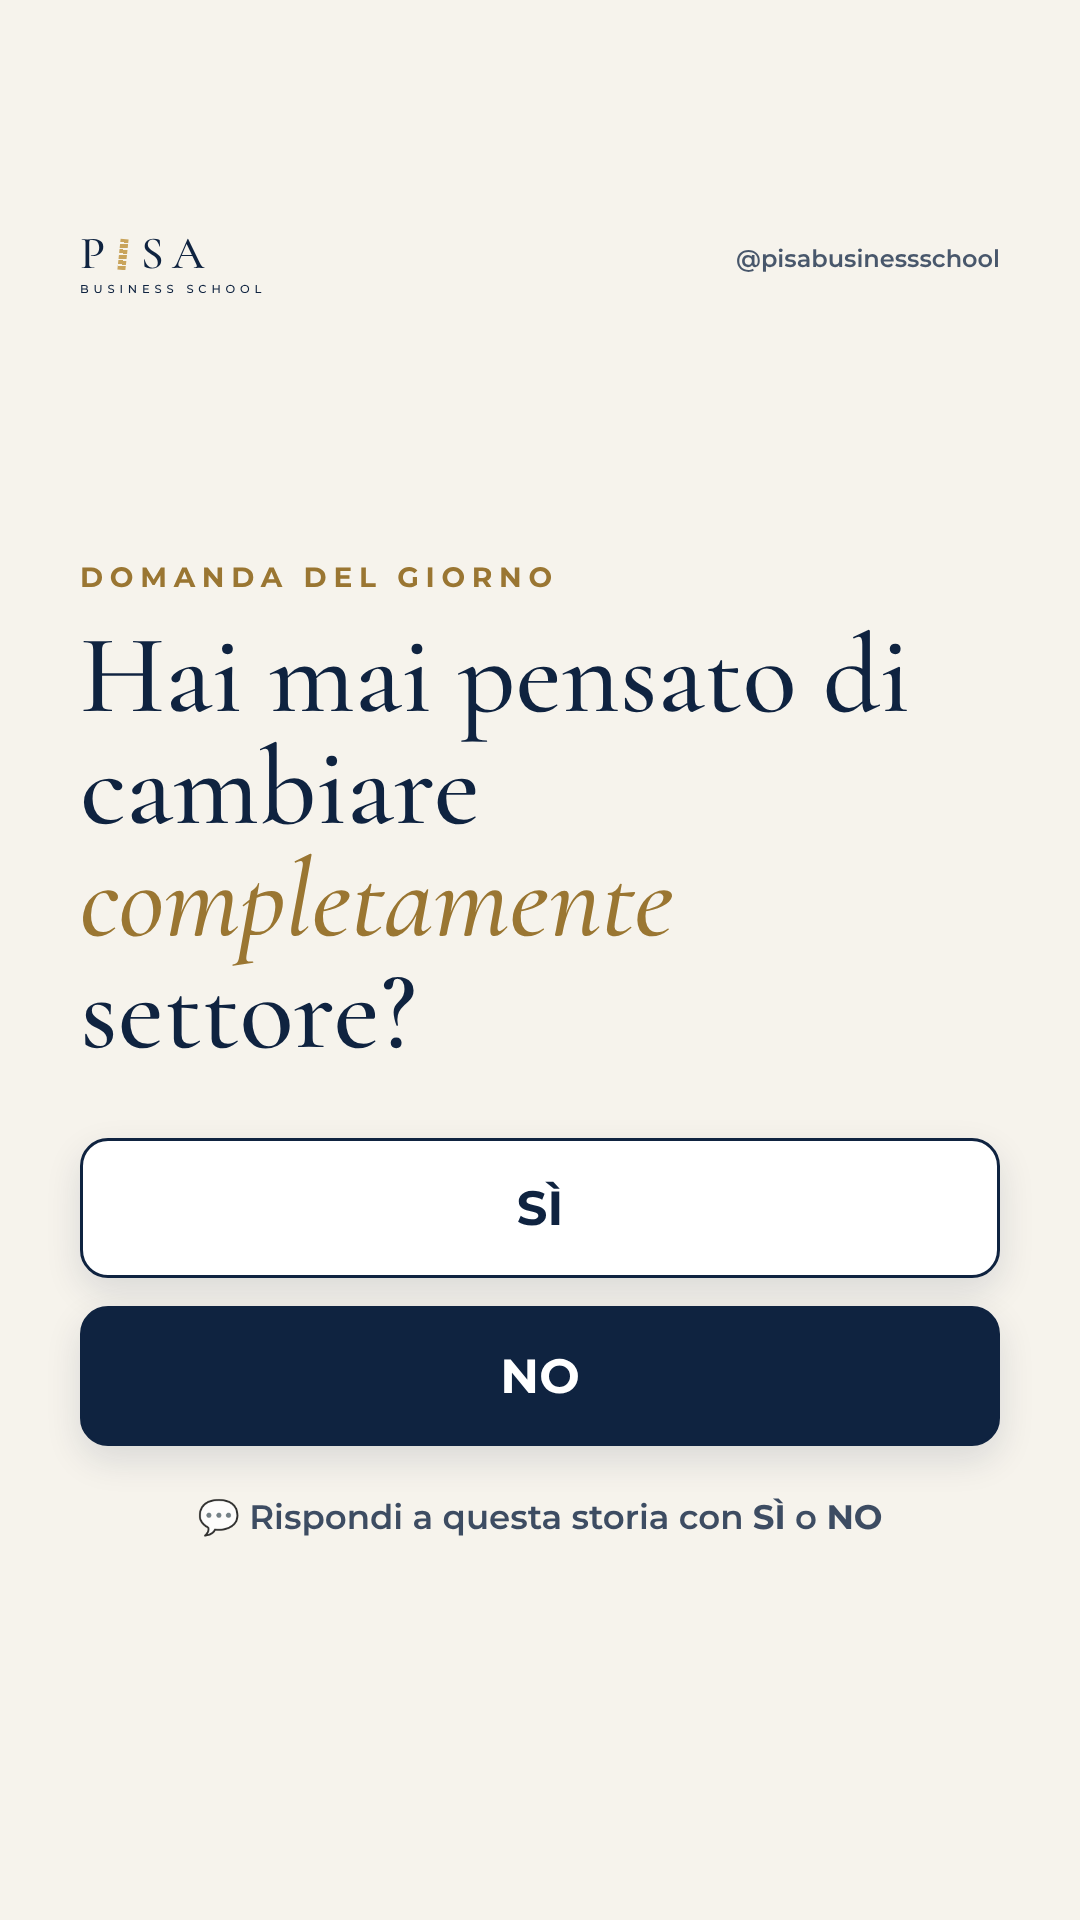 PISA
BUSINESS SCHOOL
@pisabusinessschool
DOMANDA DEL GIORNO
Hai mai pensato di
cambiare
completamente
settore?
SÌ
NO
💬 Rispondi a questa storia con SÌ o NO